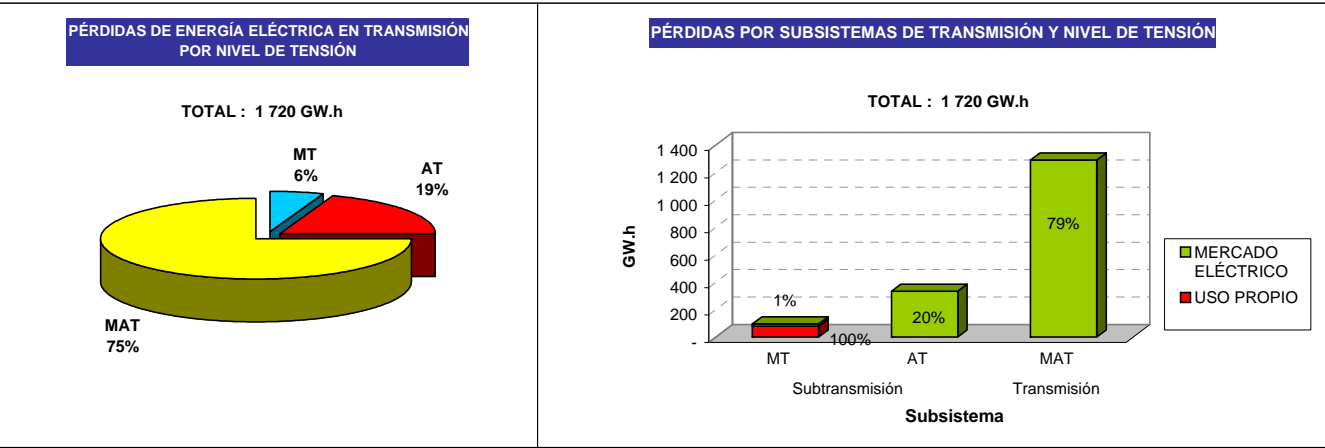 PÉRDIDAS DE ENERGÍA ELÉCTRICA EN TRANSMISIÓN
POR NIVEL DE TENSIÓN
TOTAL : 1 720 GW.h
MT
6%
AT
19%
MAT
75%
PÉRDIDAS POR SUBSISTEMAS DE TRANSMISIÓN Y NIVEL DE TENSIÓN
TOTAL : 1 720 GW.h
GW.h
1 400
1 200
1 000
800
600
400
200
-
1%
100%
20%
79%
MT
AT
MAT
Subtransmisión
Transmisión
Subsistema
MERCADO
ELÉCTRICO
USO PROPIO